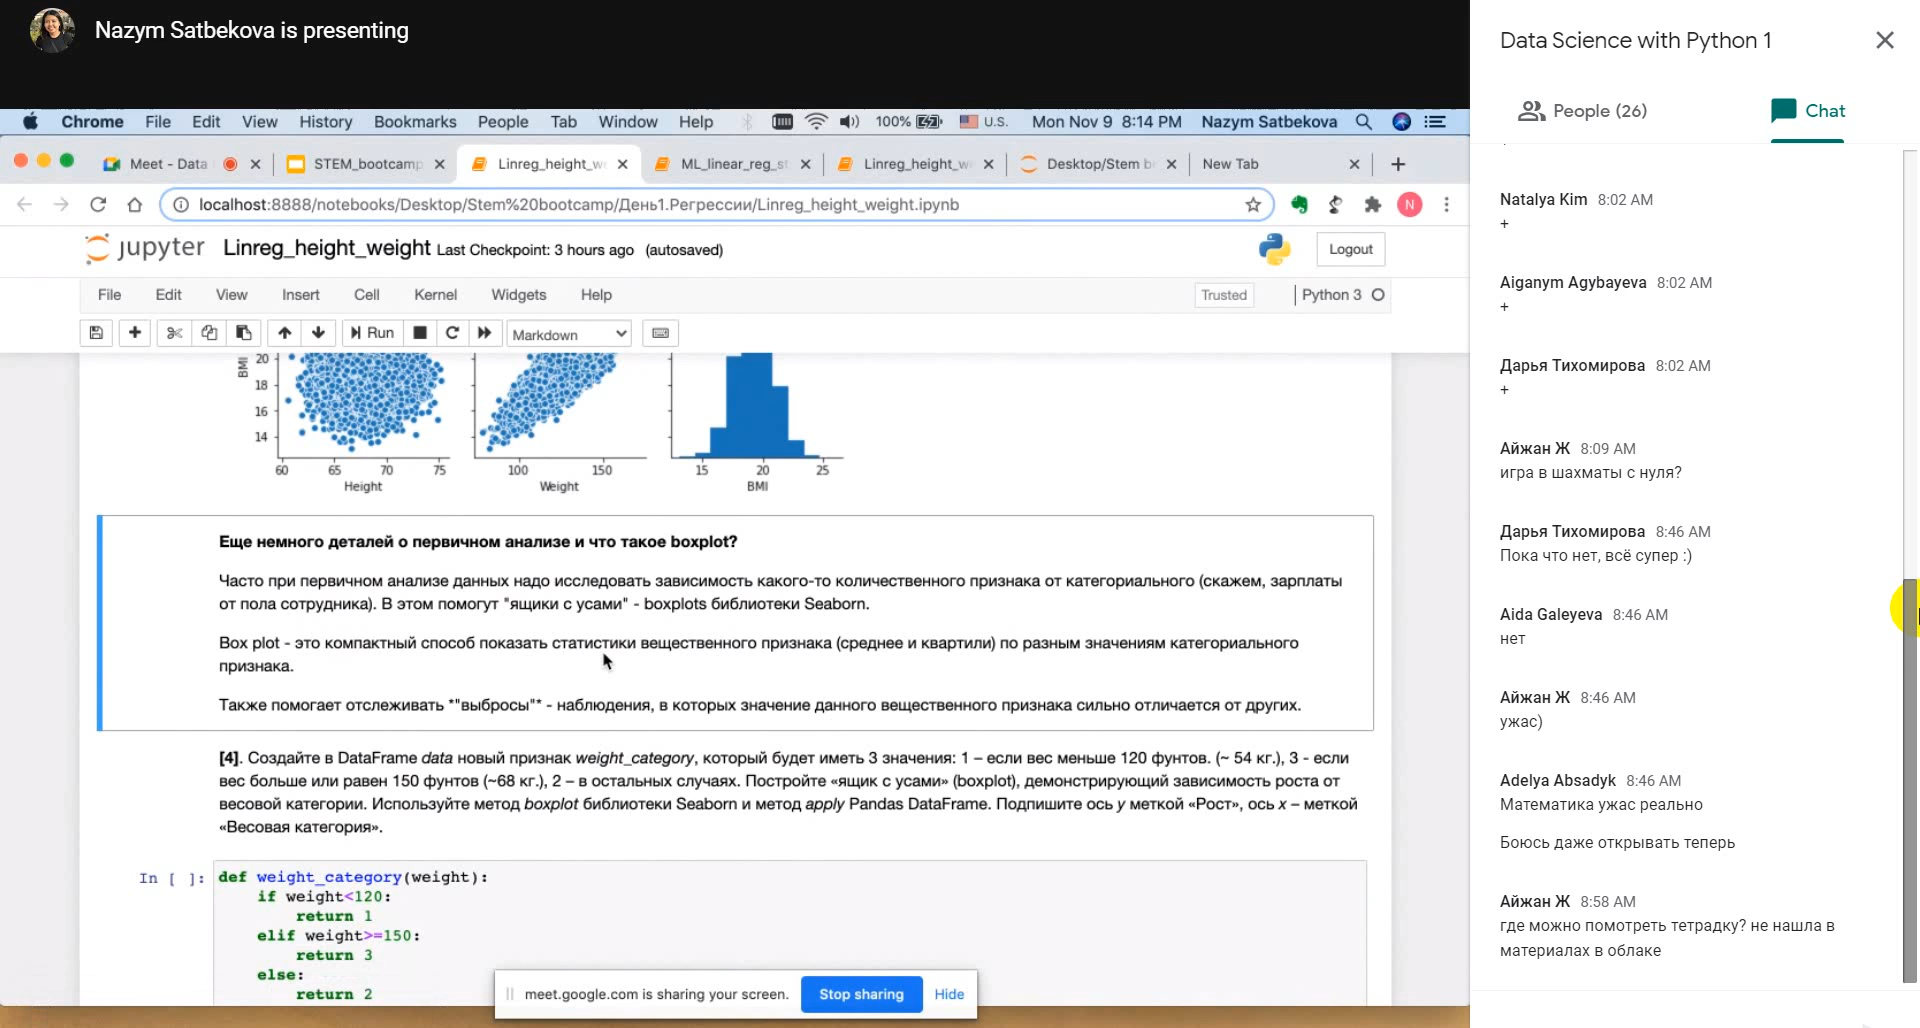 Nazym Satbekova is presenting
Chrome File Edit View History Bookmarks People Tab Window Help 100% U.S. Mon Nov 9 8:14 PM Nazym Satbekova
Meet - Data STEM_bootcamp Linreg_height_we ML_linear_reg_st Linreg_height_we Desktop/Stem b New Tab
localhost:8888/notebooks/Desktop/Stem%20bootcamp/День1.Регрессии/Linreg_height_weight.ipynb N
jupyter Linreg_height_weight Last Checkpoint: 3 hours ago (autosaved) Logout
File Edit View Insert Cell Kernel Widgets Help Trusted Python 3
Run Markdown
BMI
20
18
16
14
60 65 70 75 100 150 15 20 25
Height Weight BMI
Еще немного деталей о первичном анализе и что такое boxplot?
Часто при первичном анализе данных надо исследовать зависимость какого-то количественного признака от категориального (скажем, зарплаты
от пола сотрудника). В этом помогут "ящики с усами" - boxplots библиотеки Seaborn.
Box plot - это компактный способ показать статистики вещественного признака (среднее и квартили) по разным значениям категориального
признака.
Также помогает отслеживать *"выбросы"* - наблюдения, в которых значение данного вещественного признака сильно отличается от других.
[4]. Создайте в DataFrame data новый признак weight_category, который будет иметь 3 значения: 1 – если вес меньше 120 фунтов. (~ 54 кг.), 3 - если
вес больше или равен 150 фунтов (~68 кг.), 2 – в остальных случаях. Постройте «ящик с усами» (boxplot), демонстрирующий зависимость роста от
весовой категории. Используйте метод boxplot библиотеки Seaborn и метод apply Pandas DataFrame. Подпишите ось y меткой «Рост», ось x – меткой
«Весовая категория».
In [ ]: def weight_category(weight):
if weight<120:
return 1
elif weight>=150:
return 3
else:
return 2
meet.google.com is sharing your screen. Stop sharing Hide
Data Science with Python 1
People (26) Chat
Natalya Kim 8:02 AM
+
Aiganym Agybayeva 8:02 AM
+
Дарья Тихомирова 8:02 AM
+
Айжан Ж 8:09 AM
игра в шахматы с нуля?
Дарья Тихомирова 8:46 AM
Пока что нет, всё супер :)
Aida Galeyeva 8:46 AM
нет
Айжан Ж 8:46 AM
ужас)
Adelya Absadyk 8:46 AM
Математика ужас реально
Боюсь даже открывать теперь
Айжан Ж 8:58 AM
где можно помотреть тетрадку? не нашла в
материалах в облаке